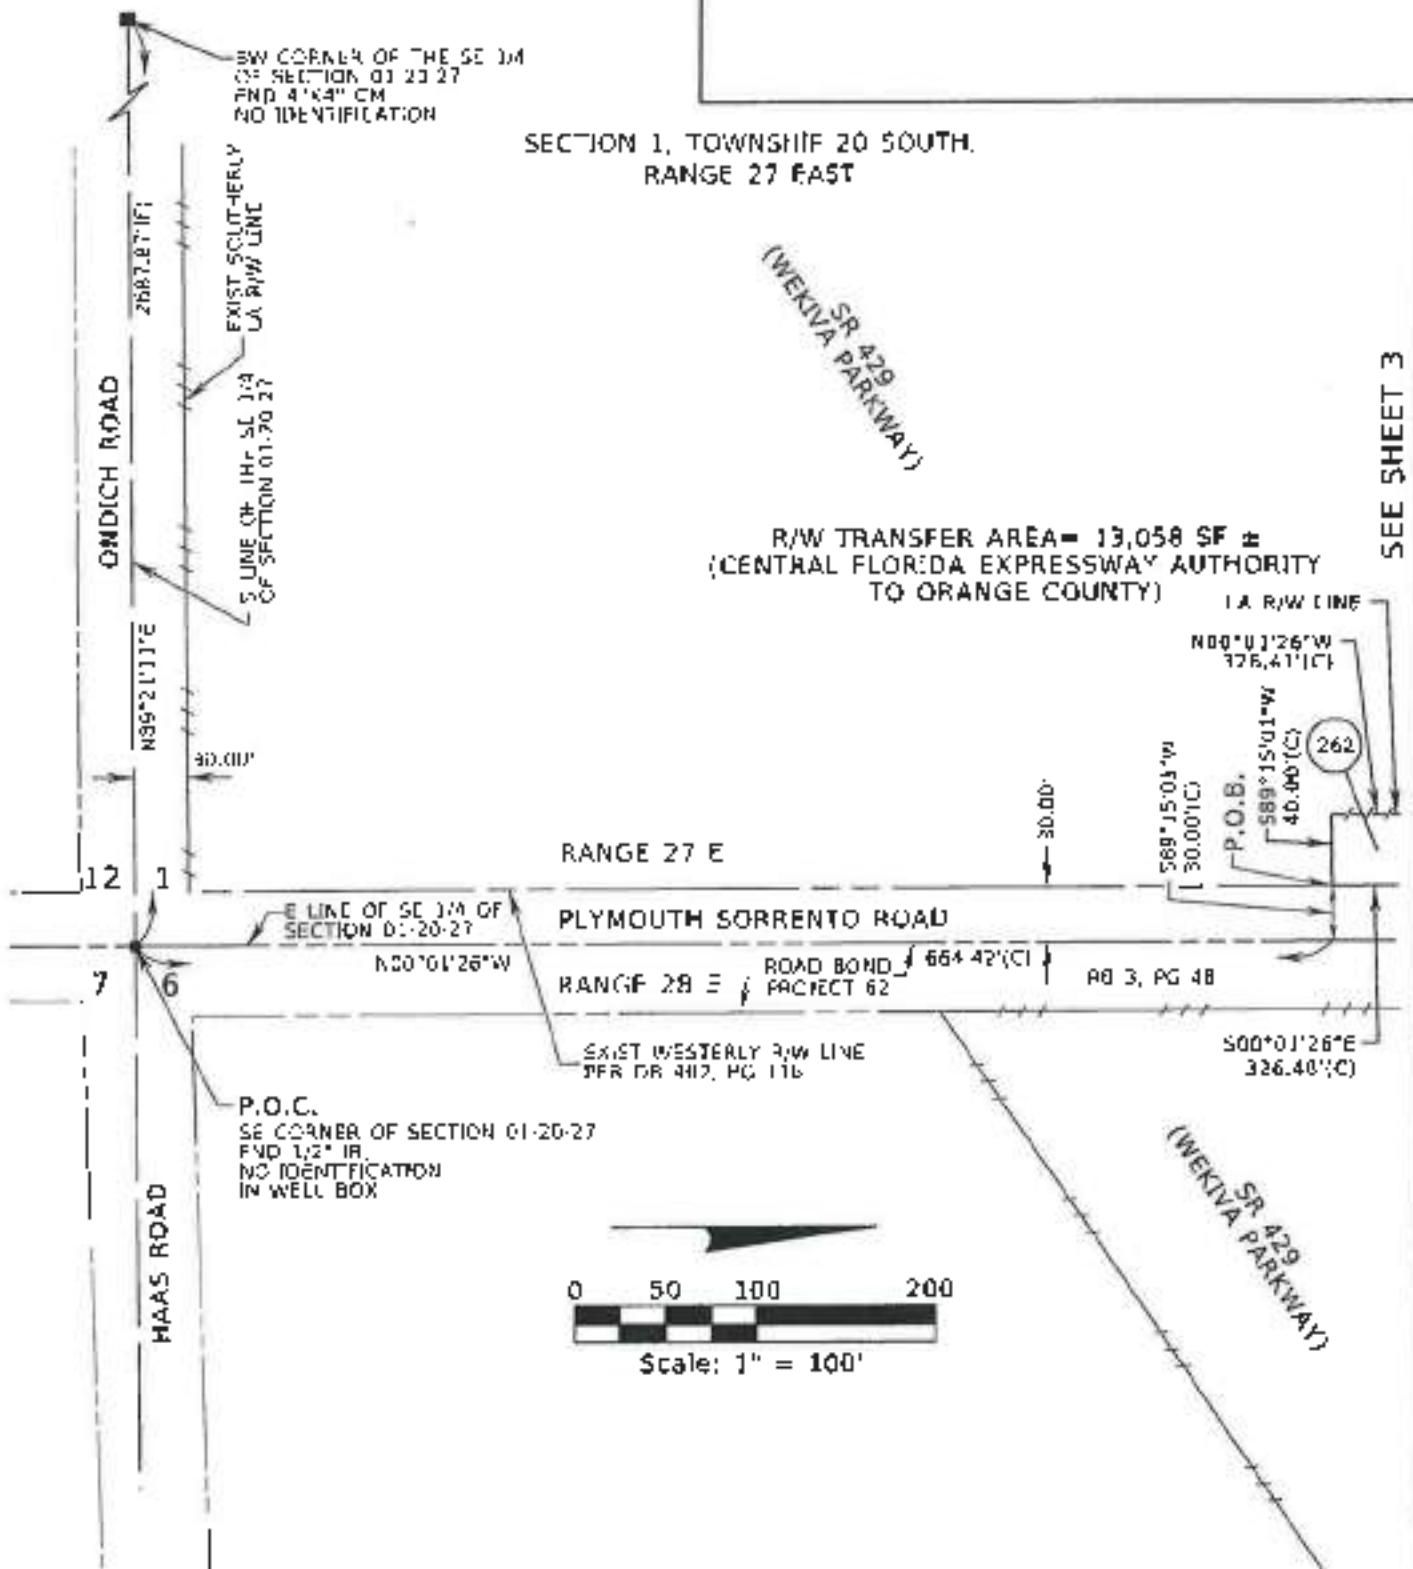 SW CORNER OF THE SE 1/4
OF SECTION 01-20-27
FND 4"X4" CM
NO IDENTIFICATION
SECTION 1, TOWNSHIP 20 SOUTH,
RANGE 27 EAST
2687.87'(F)
EXIST SOUTHERLY
LA R/W LINE
(WEKIVA PARKWAY)
SR 429
SEE SHEET 3
ONDICH ROAD
S LINE OF THE SE 1/4
OF SECTION 01-20-27
R/W TRANSFER AREA= 13,058 SF ±
(CENTRAL FLORIDA EXPRESSWAY AUTHORITY
TO ORANGE COUNTY)
LA R/W LINE
N00°01'26"W
326.41'(C)
N89°21'11"E
S89°15'01"W
40.00'(C)
262
P.O.B.
S89°15'01"W
30.00'(C)
30.00'
RANGE 27 E
12
1
E LINE OF SE 1/4 OF
SECTION 01-20-27
PLYMOUTH SORRENTO ROAD
N00°01'26"W
664.42'(C)
7
6
RANGE 28 E
ROAD BOND
PROJECT 62
PB 3, PG 48
EXIST WESTERLY R/W LINE
PER DB 402, PG
S00°01'26"E
326.48'(C)
P.O.C.
SE CORNER OF SECTION 01-20-27
FND 1/2" IR
NO IDENTIFICATION
IN WELL BOX
HAAS ROAD
(WEKIVA PARKWAY)
SR 429
0 50 100 200
Scale: 1" = 100'